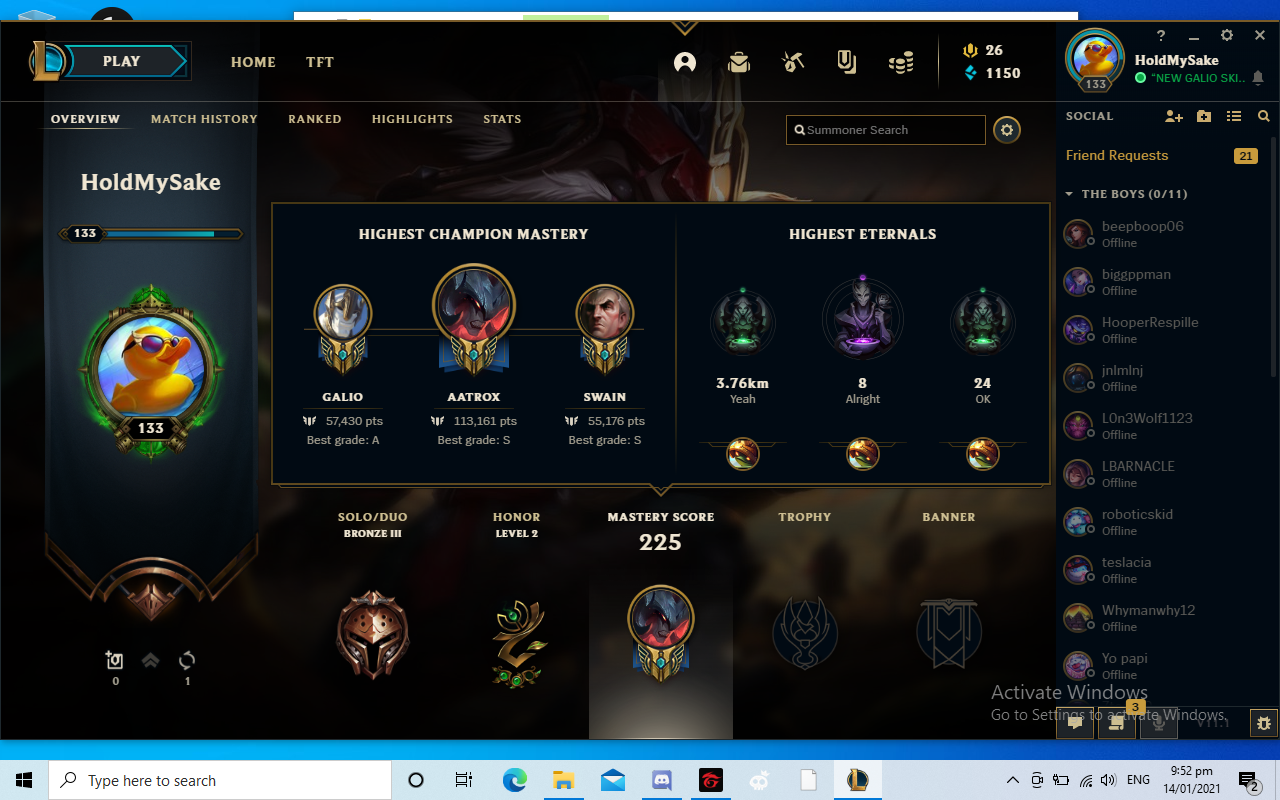 PLAY
HOME
TFT
26
1150
133
HoldMySake
"NEW GALIO SKI..
OVERVIEW
MATCH HISTORY
RANKED
HIGHLIGHTS
STATS
Summoner Search
SOCIAL
Friend Requests
21
THE BOYS (0/11)
beepboop06
Offline
biggppman
Offline
HooperRespille
Offline
jnlmlnj
Offline
L0n3Wolf1123
Offline
LBARNACLE
Offline
roboticskid
Offline
teslacia
Offline
Whymanwhy12
Offline
Yo papi
Offline
HoldMySake
133
133
0
1
HIGHEST CHAMPION MASTERY
GALIO
57,430 pts
Best grade: A
AATROX
113,161 pts
Best grade: S
SWAIN
55,176 pts
Best grade: S
HIGHEST ETERNALS
3.76km
Yeah
8
Alright
24
OK
SOLO/DUO
BRONZE III
HONOR
LEVEL 2
MASTERY SCORE
225
TROPHY
BANNER
Activate Windows
Go to Settings to activate Windows.
3
V11.1
Type here to search
ENG
9:52 pm
14/01/2021
2